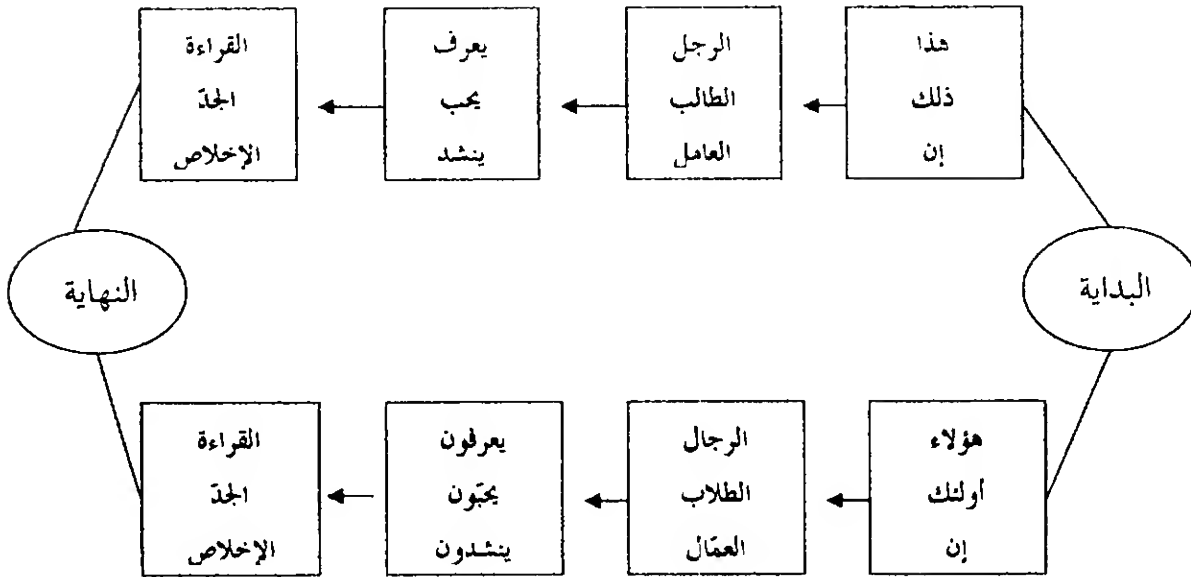 البداية
هذا
ذلك
إن
الرجل
الطالب
العامل
يعرف
يحب
ينشد
القراءة
الجدّ
الإخلاص
هؤلاء
أولئك
إن
الرجال
الطلاب
العمّال
يعرفون
يحبّون
ينشدون
القراءة
الجدّ
الإخلاص
النهاية